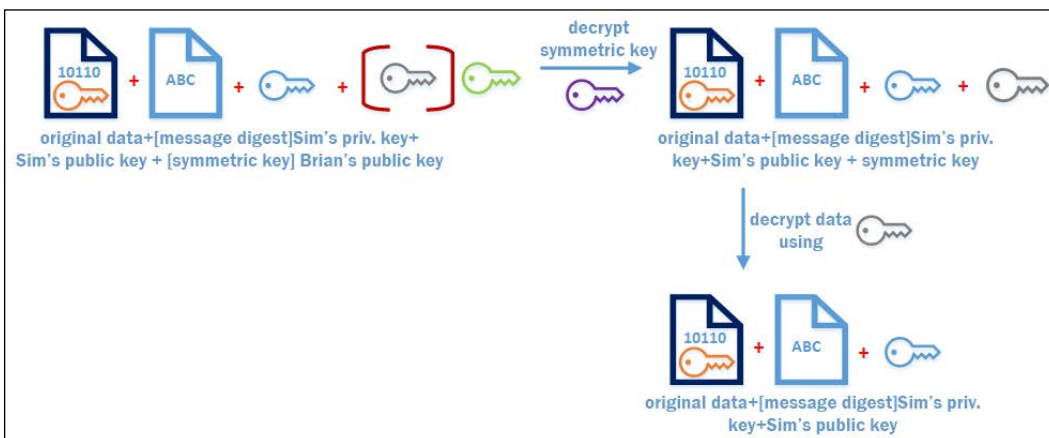 10110
ABC
original data+[message digest]Sim's priv. key+
Sim's public key + [symmetric key] Brian's public key
decrypt
symmetric key
10110
ABC
original data+[message digest]Sim's priv.
key+Sim's public key + symmetric key
decrypt data
using
10110
ABC
original data+[message digest]Sim's priv.
key+Sim's public key